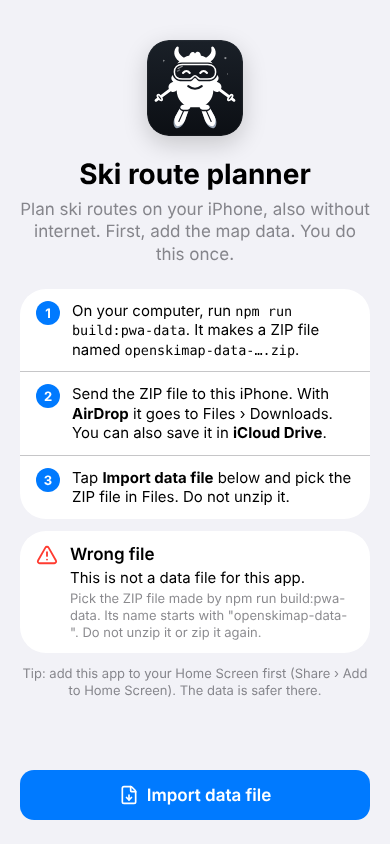 Ski route planner
Plan ski routes on your iPhone, also without
internet. First, add the map data. You do
this once.
1 On your computer, run npm run
build:pwa-data. It makes a ZIP file
named openskimap-data-….zip.
2 Send the ZIP file to this iPhone. With
AirDrop it goes to Files › Downloads.
You can also save it in iCloud Drive.
3 Tap Import data file below and pick the
ZIP file in Files. Do not unzip it.
Wrong file
This is not a data file for this app.
Pick the ZIP file made by npm run build:pwa-
data. Its name starts with "openskimap-data-
". Do not unzip it or zip it again.
Tip: add this app to your Home Screen first (Share › Add
to Home Screen). The data is safer there.
Import data file